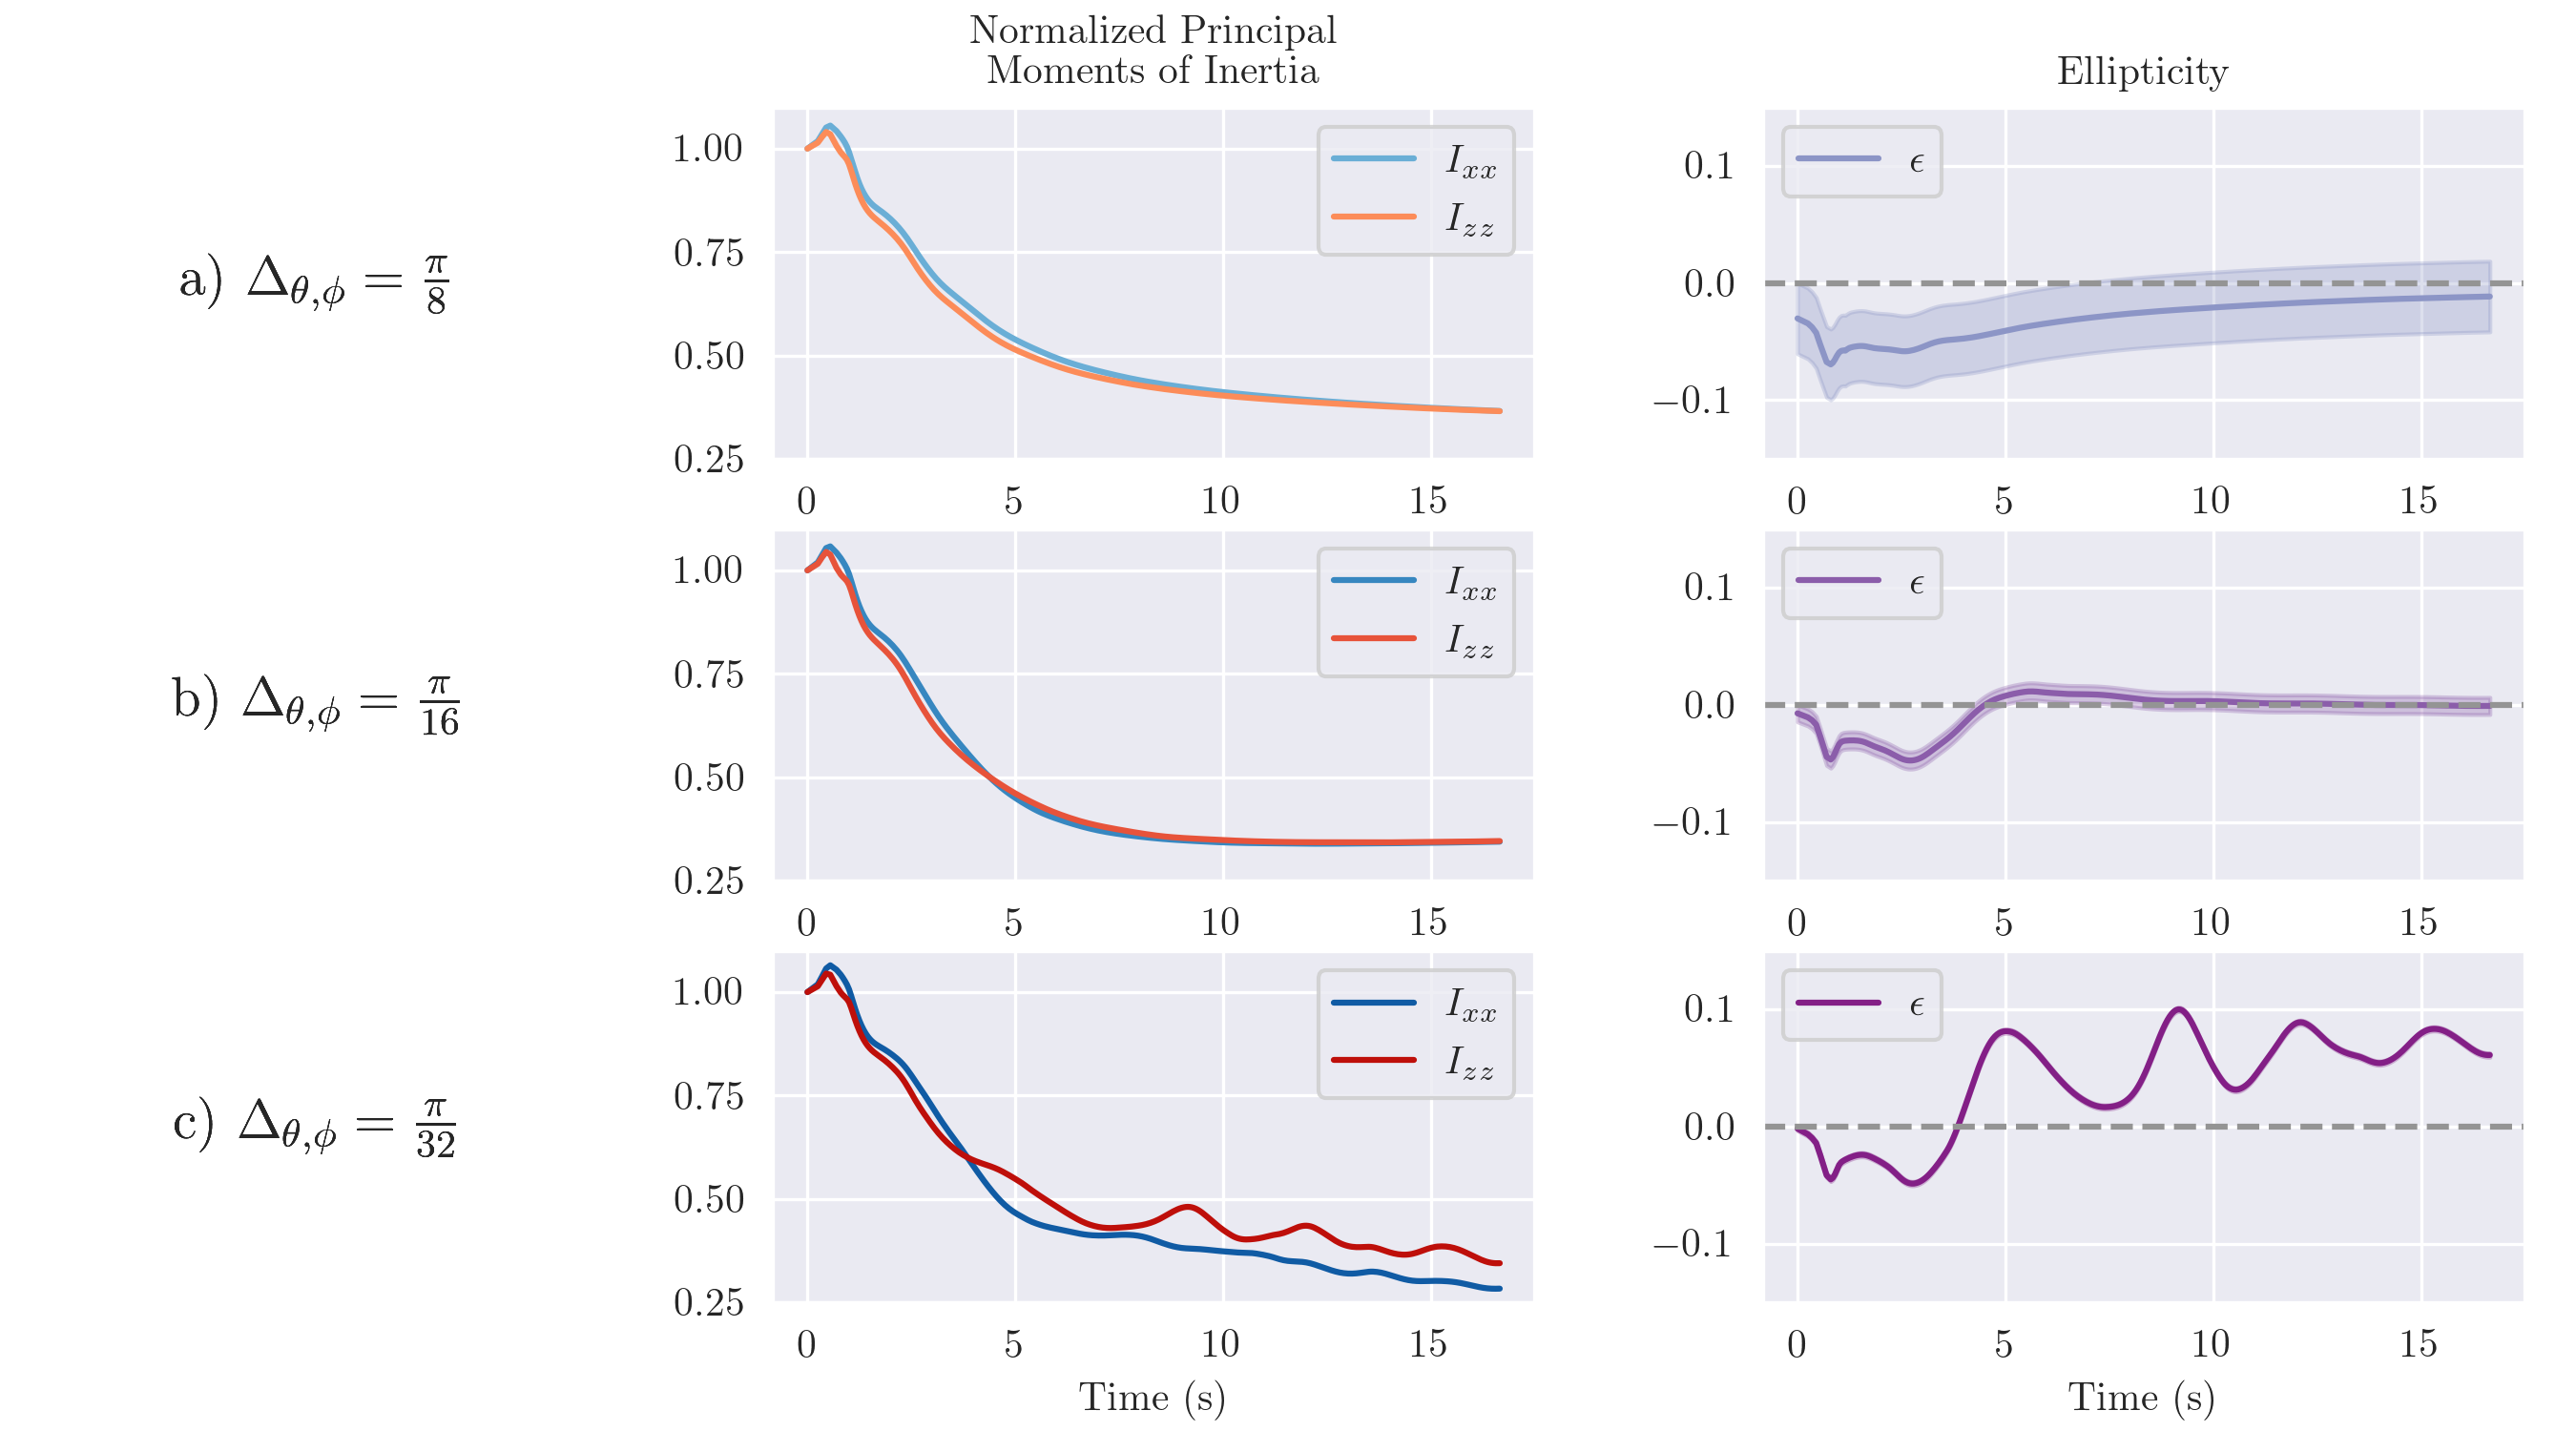 Normalized Principal
Moments of Inertia
Ellipticity
a) Δθ,ϕ = π/8
1.00
0.75
0.50
0.25
0 5 10 15
Ixx
Izz
0.1
0.0
−0.1
0 5 10 15
ϵ
b) Δθ,ϕ = π/16
1.00
0.75
0.50
0.25
0 5 10 15
Ixx
Izz
0.1
0.0
−0.1
0 5 10 15
ϵ
c) Δθ,ϕ = π/32
1.00
0.75
0.50
0.25
0 5 10 15
Ixx
Izz
Time (s)
0.1
0.0
−0.1
0 5 10 15
ϵ
Time (s)